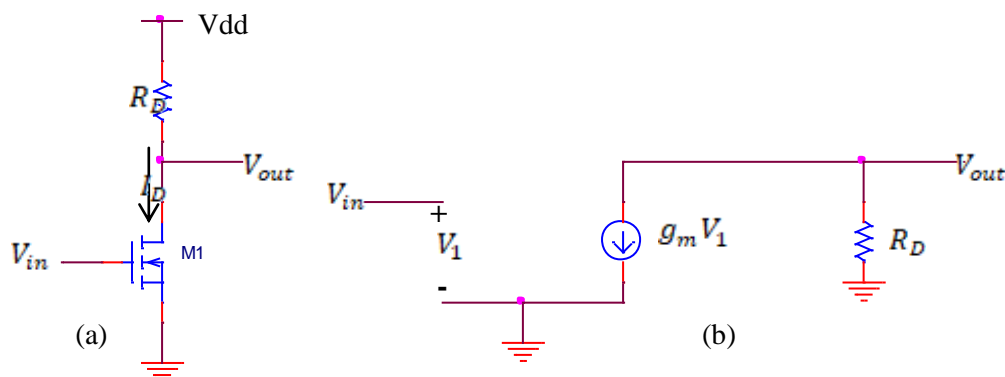 Vdd
R_D
V_out
I_D
M1
V_in
(a)
V_in
+
V_1
-
g_m V_1
V_out
R_D
(b)